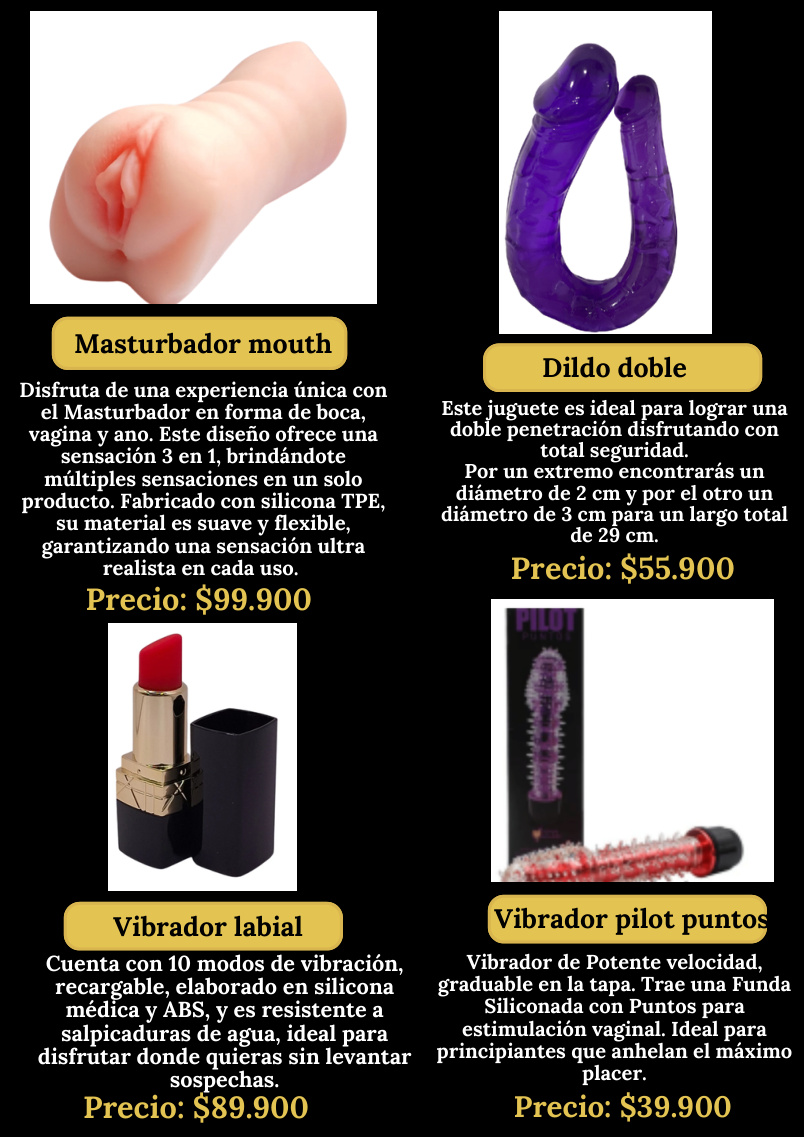 Masturbador mouth
Disfruta de una experiencia única con
el Masturbador en forma de boca,
vagina y ano. Este diseño ofrece una
sensación 3 en 1, brindándote
múltiples sensaciones en un solo
producto. Fabricado con silicona TPE,
su material es suave y flexible,
garantizando una sensación ultra
realista en cada uso.
Precio: $99.900
Dildo doble
Este juguete es ideal para lograr una
doble penetración disfrutando con
total seguridad.
Por un extremo encontrarás un
diámetro de 2 cm y por el otro un
diámetro de 3 cm para un largo total
de 29 cm.
Precio: $55.900
Vibrador labial
Cuenta con 10 modos de vibración,
recargable, elaborado en silicona
médica y ABS, y es resistente a
salpicaduras de agua, ideal para
disfrutar donde quieras sin levantar
sospechas.
Precio: $89.900
PILOT
PUNTOS
Vibrador pilot puntos
Vibrador de Potente velocidad,
graduable en la tapa. Trae una Funda
Siliconada con Puntos para
estimulación vaginal. Ideal para
principiantes que anhelan el máximo
placer.
Precio: $39.900